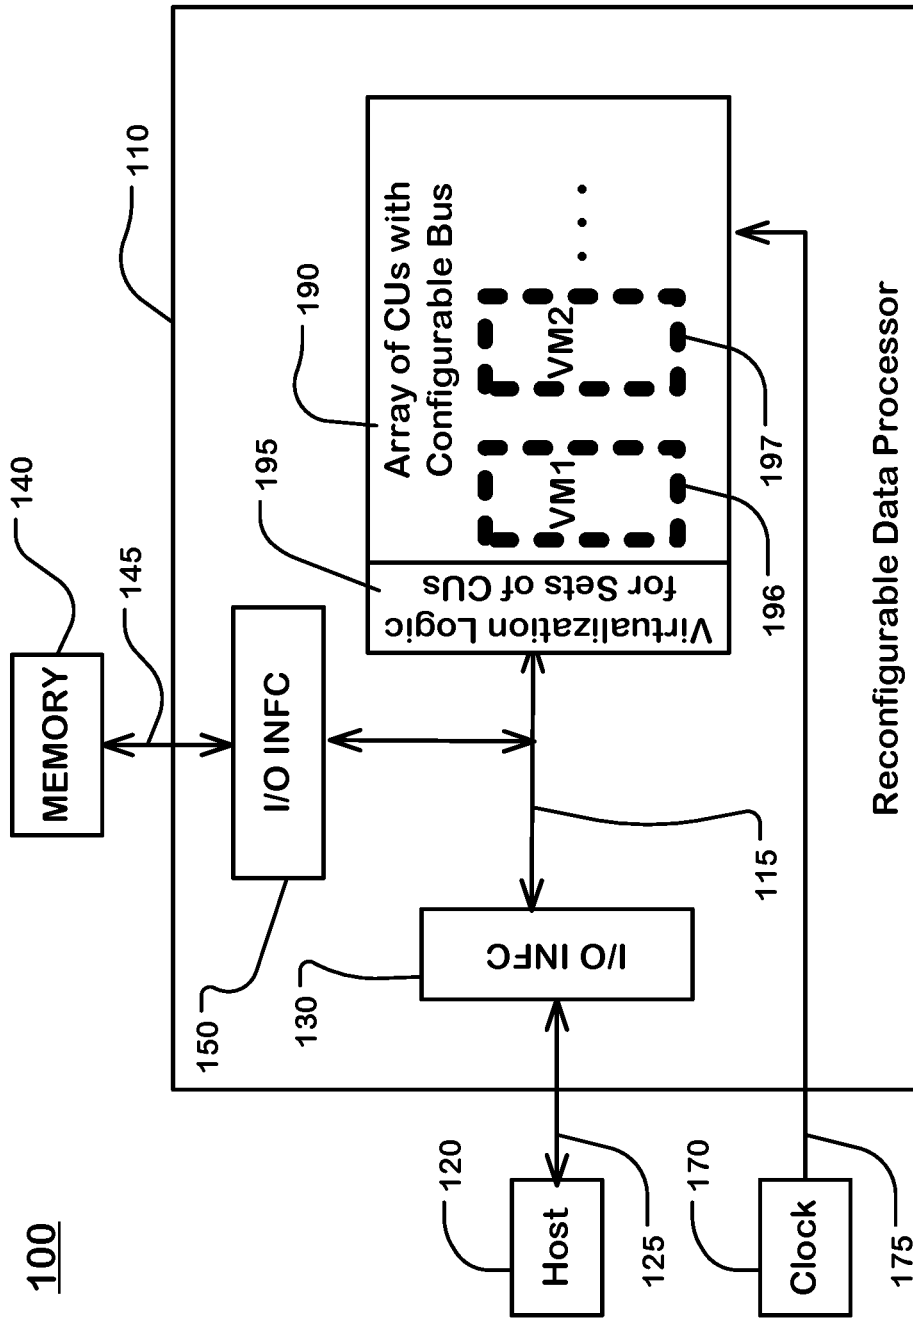 100
MEMORY
140
145
110
I/O INFC
150
190
Array of CUs with
Configurable Bus
195
Virtualization Logic
for Sets of CUs
VM1
VM2
. . .
196
197
I/O INFC
130
115
Host
120
125
Clock
170
175
Reconfigurable Data Processor